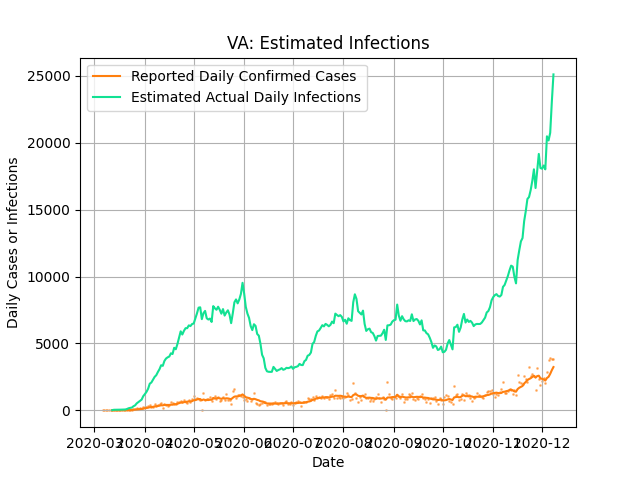 VA: Estimated Infections
Reported Daily Confirmed Cases
Estimated Actual Daily Infections
Daily Cases or Infections
25000
20000
15000
10000
5000
0
2020-03 2020-04 2020-05 2020-06 2020-07 2020-08 2020-09 2020-10 2020-11 2020-12
Date